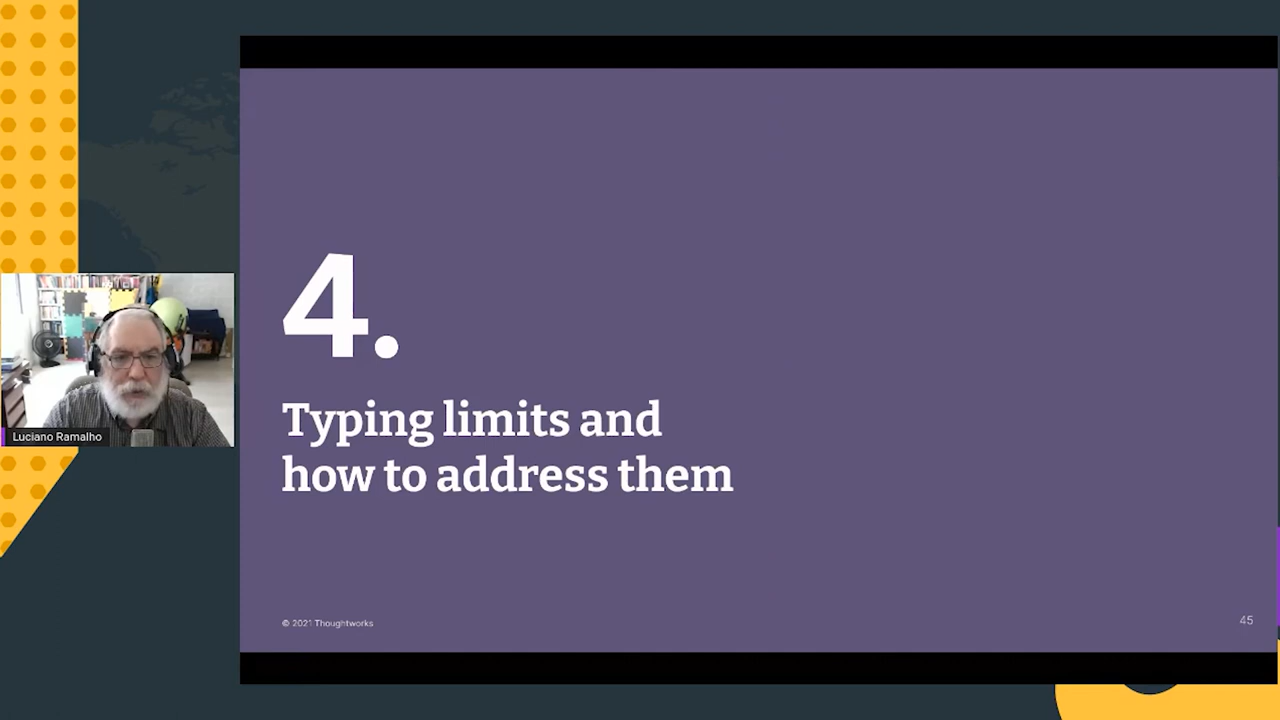 4.
Typing limits and
how to address them
Luciano Ramalho
© 2021 Thoughtworks
45